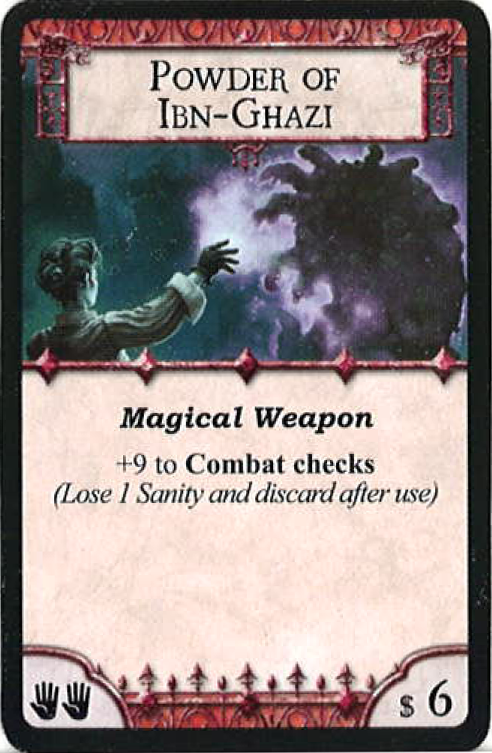 POWDER OF
IBN-GHAZI
Magical Weapon
+9 to Combat checks
(Lose 1 Sanity and discard after use)
$ 6